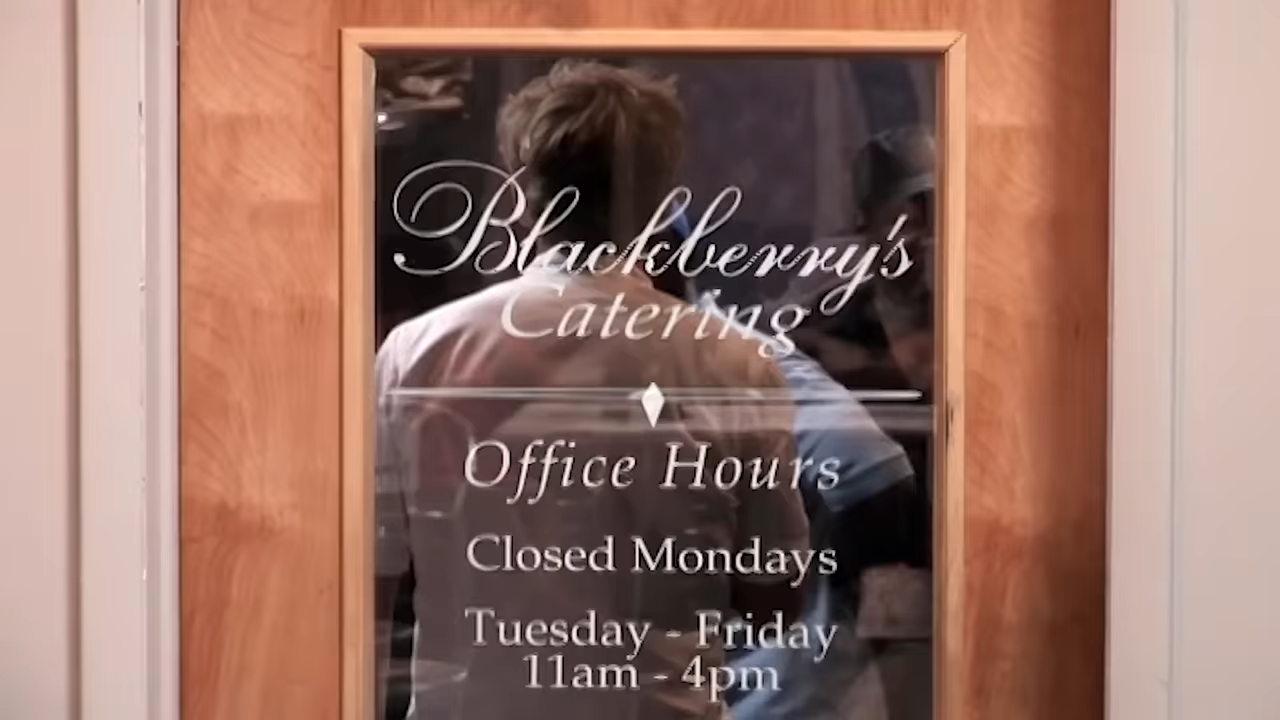 Blackberry's
Catering
Office Hours
Closed Mondays
Tuesday - Friday
11am - 4pm